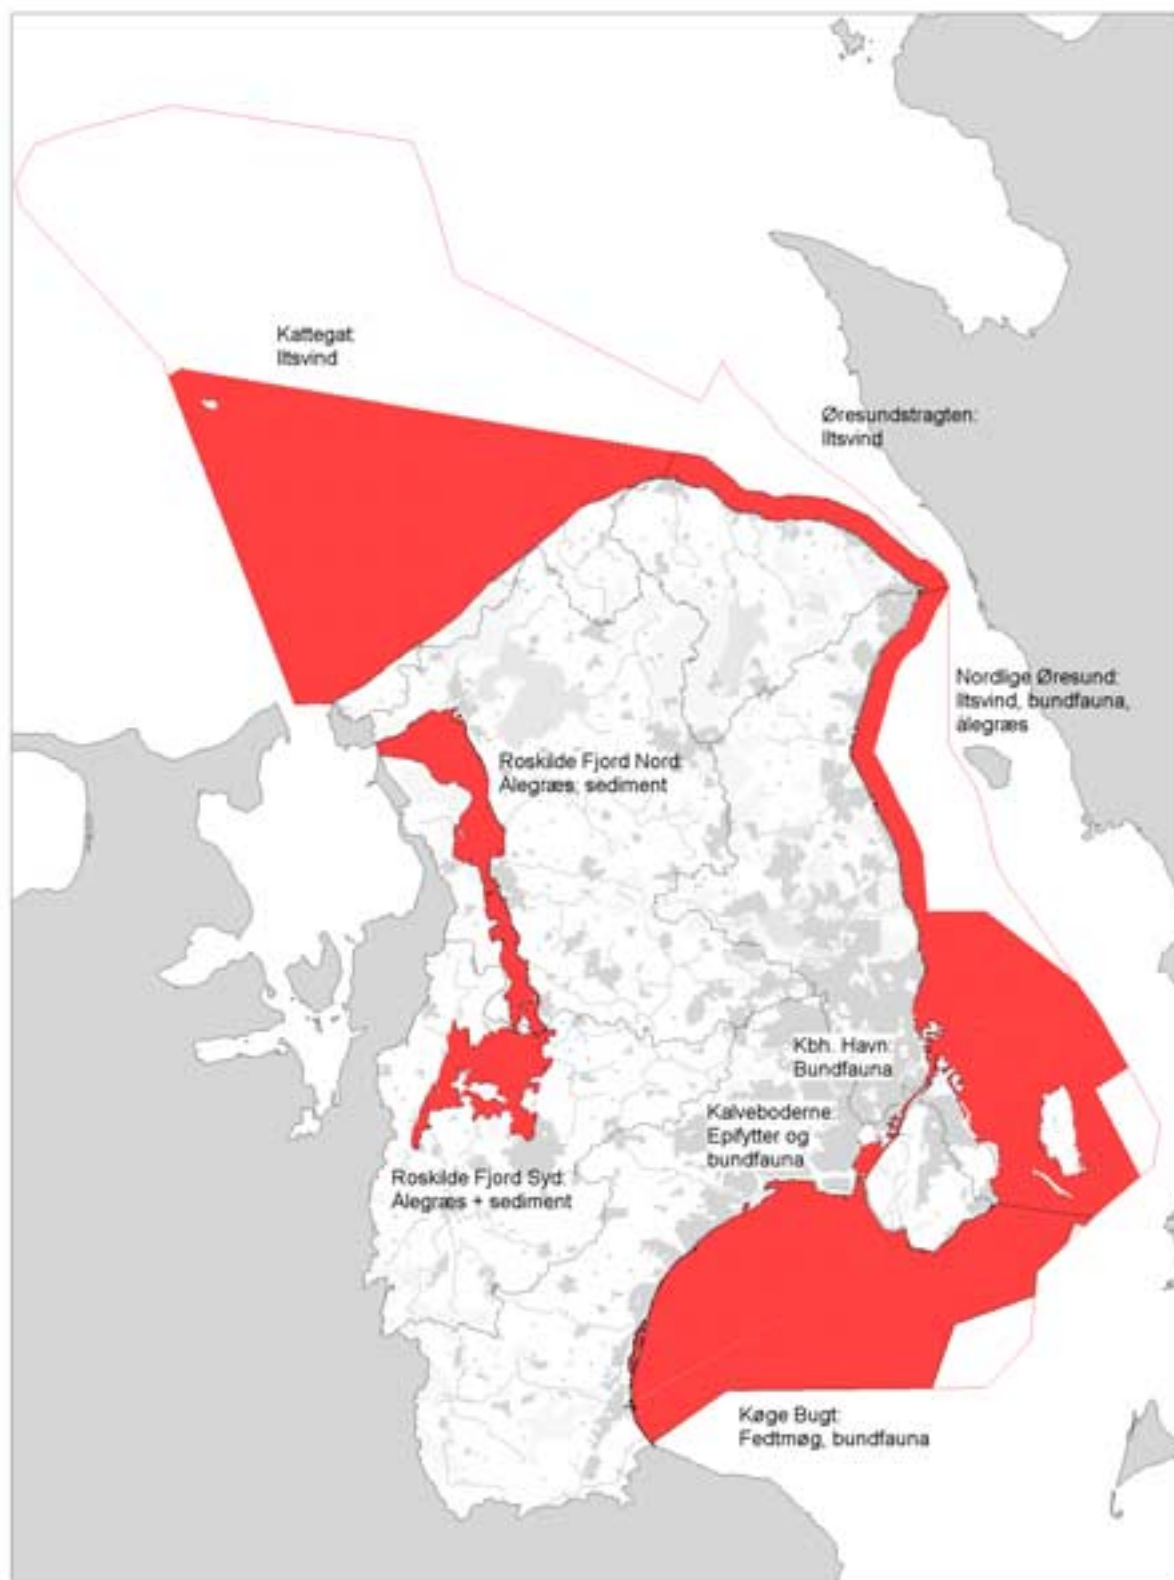 Kattegat:
Iltsvind
Øresundstragten:
Iltsvind
Nordlige Øresund:
Iltsvind, bundfauna,
ålegræs
Roskilde Fjord Nord:
Ålegræs; sediment
Kbh. Havn:
Bundfauna
Kalveboderne:
Epifytter og
bundfauna
Roskilde Fjord Syd:
Ålegræs + sediment
Køge Bugt:
Fedtmøg, bundfauna